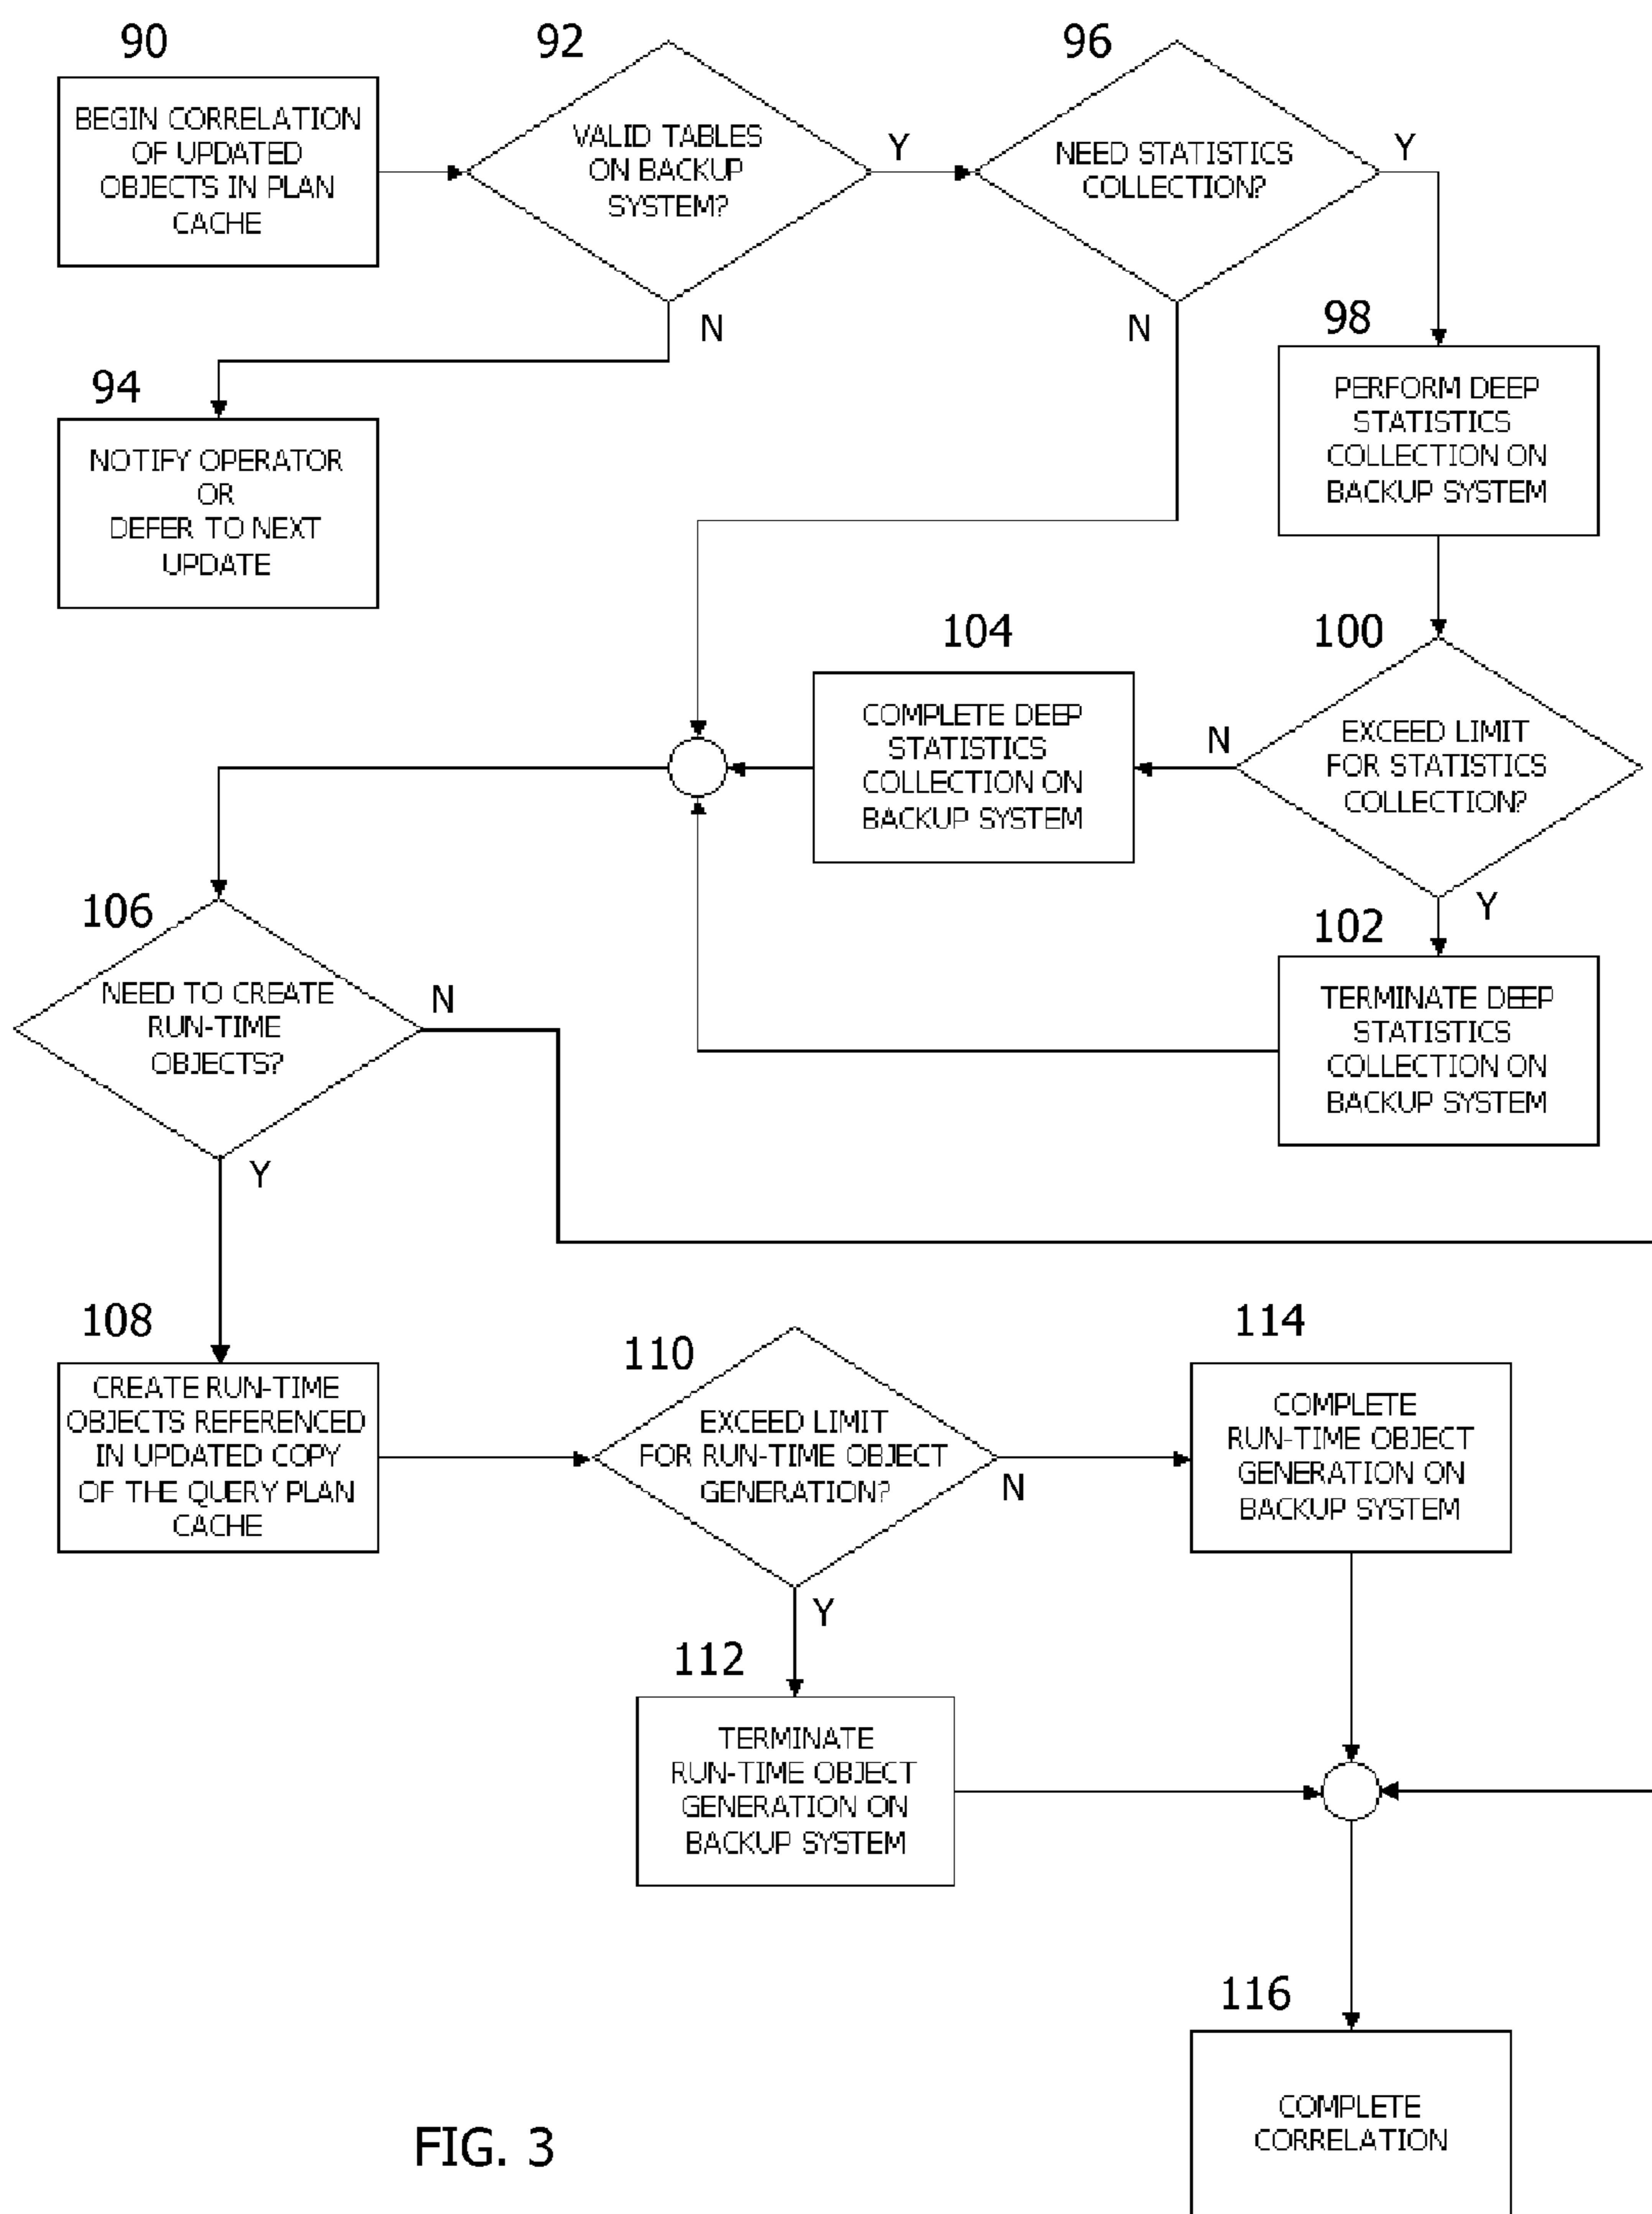 90
BEGIN CORRELATION
OF UPDATED
OBJECTS IN PLAN
CACHE
92
VALID TABLES
ON BACKUP
SYSTEM?
Y
N
96
NEED STATISTICS
COLLECTION?
Y
N
94
NOTIFY OPERATOR
OR
DEFER TO NEXT
UPDATE
98
PERFORM DEEP
STATISTICS
COLLECTION ON
BACKUP SYSTEM
100
EXCEED LIMIT
FOR STATISTICS
COLLECTION?
N
Y
104
COMPLETE DEEP
STATISTICS
COLLECTION ON
BACKUP SYSTEM
102
TERMINATE DEEP
STATISTICS
COLLECTION ON
BACKUP SYSTEM
106
NEED TO CREATE
RUN-TIME
OBJECTS?
N
Y
108
CREATE RUN-TIME
OBJECTS REFERENCED
IN UPDATED COPY
OF THE QUERY PLAN
CACHE
110
EXCEED LIMIT
FOR RUN-TIME OBJECT
GENERATION?
N
Y
114
COMPLETE
RUN-TIME OBJECT
GENERATION ON
BACKUP SYSTEM
112
TERMINATE
RUN-TIME OBJECT
GENERATION ON
BACKUP SYSTEM
116
COMPLETE
CORRELATION
FIG. 3